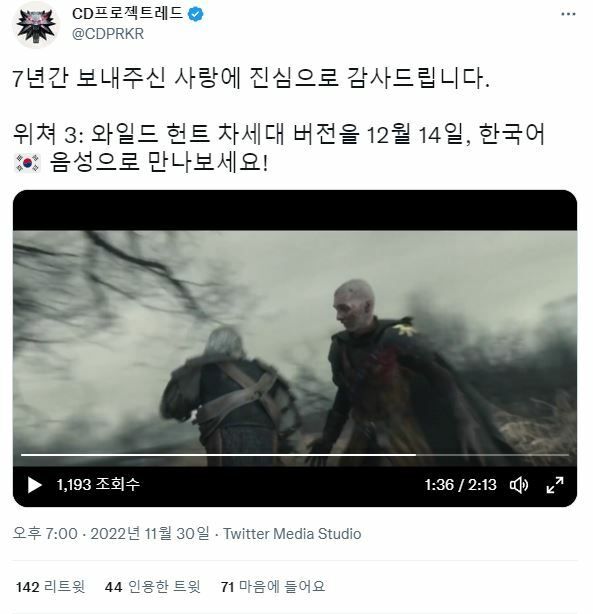 CD프로젝트레드
@CDPRKR
7년간 보내주신 사랑에 진심으로 감사드립니다.
위쳐 3: 와일드 헌트 차세대 버전을 12월 14일, 한국어
🇰🇷 음성으로 만나보세요!
1,193 조회수
1:36 / 2:13
오후 7:00 · 2022년 11월 30일 · Twitter Media Studio
142 리트윗 44 인용한 트윗 71 마음에 들어요